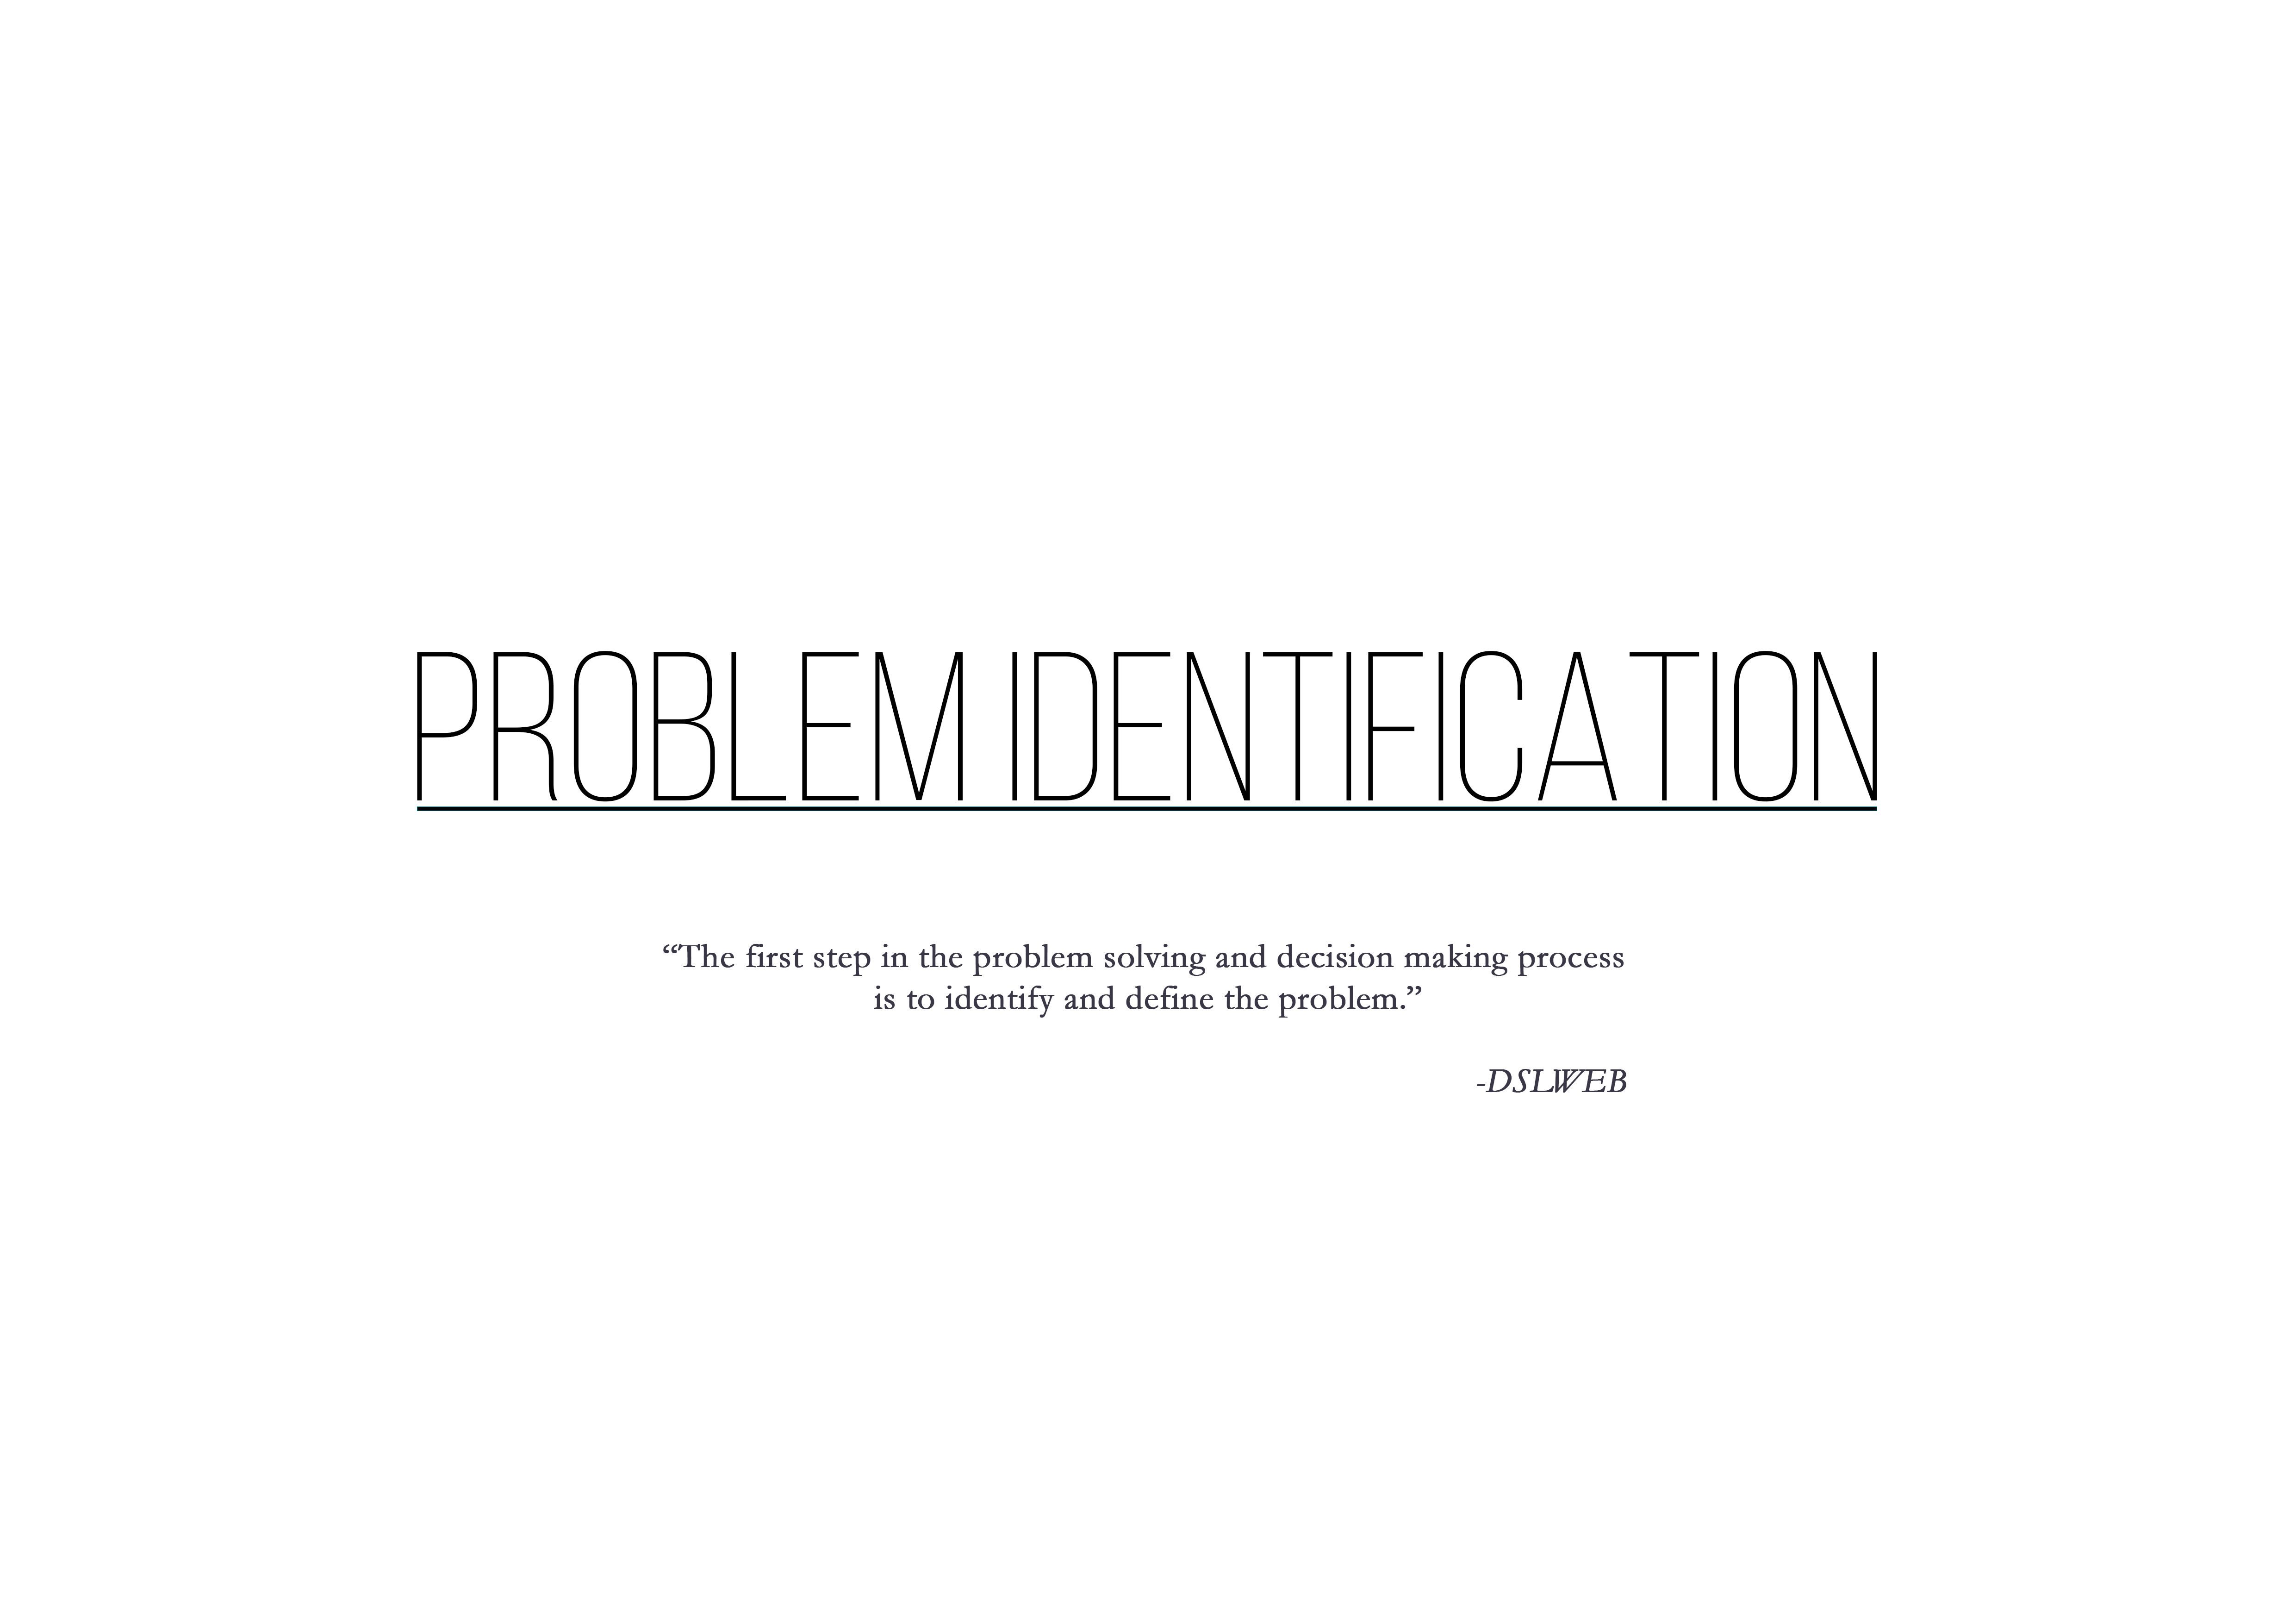 PROBLEM IDENTIFICATION
“The first step in the problem solving and decision making process
is to identify and define the problem.”
-DSLWEB